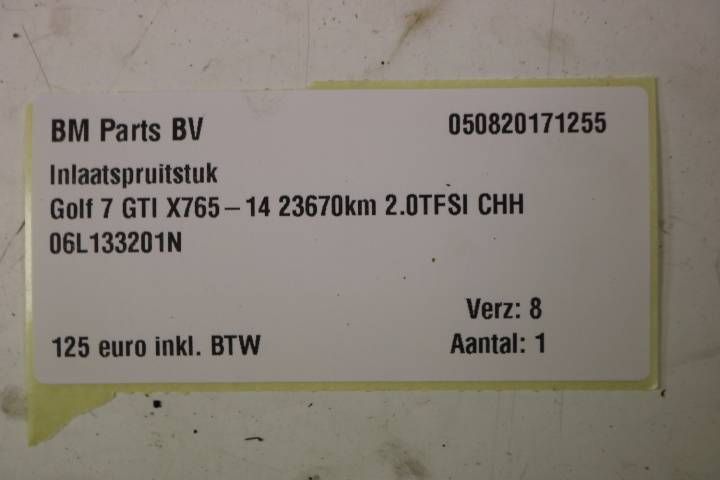 BM Parts BV 050820171255
Inlaatspruitstuk
Golf 7 GTI X765-14 23670km 2.0TFSI CHH
06L133201N
Verz: 8
125 euro inkl. BTW Aantal: 1